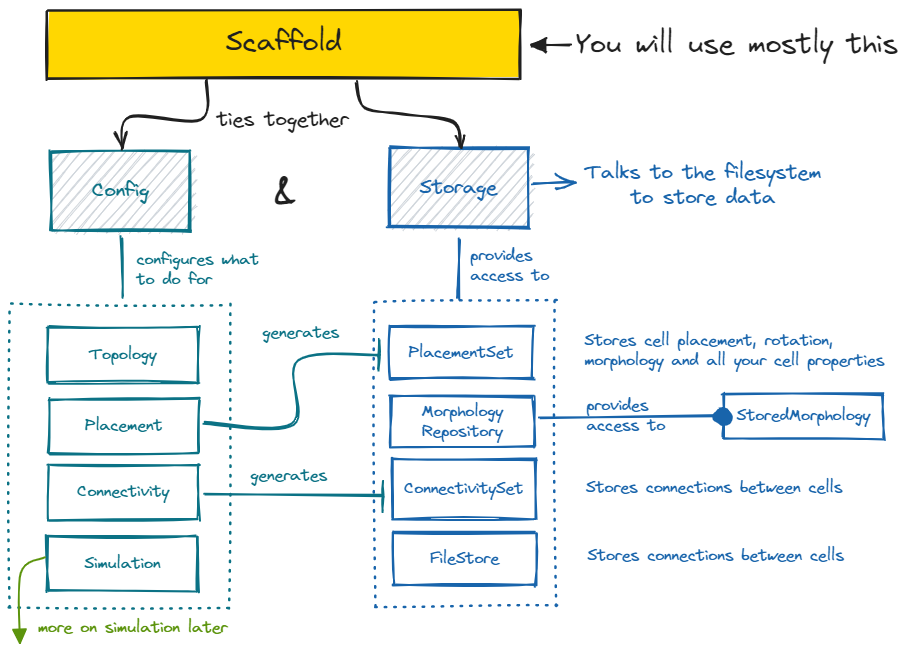 Scaffold
You will use mostly this
ties together
Config
&
Storage
Talks to the filesystem
to store data
configures what
to do for
provides
access to
generates
Topology
PlacementSet
Stores cell placement, rotation,
morphology and all your cell properties
Placement
Morphology
Repository
provides
access to
StoredMorphology
generates
Connectivity
ConnectivitySet
Stores connections between cells
Simulation
FileStore
Stores connections between cells
more on simulation later